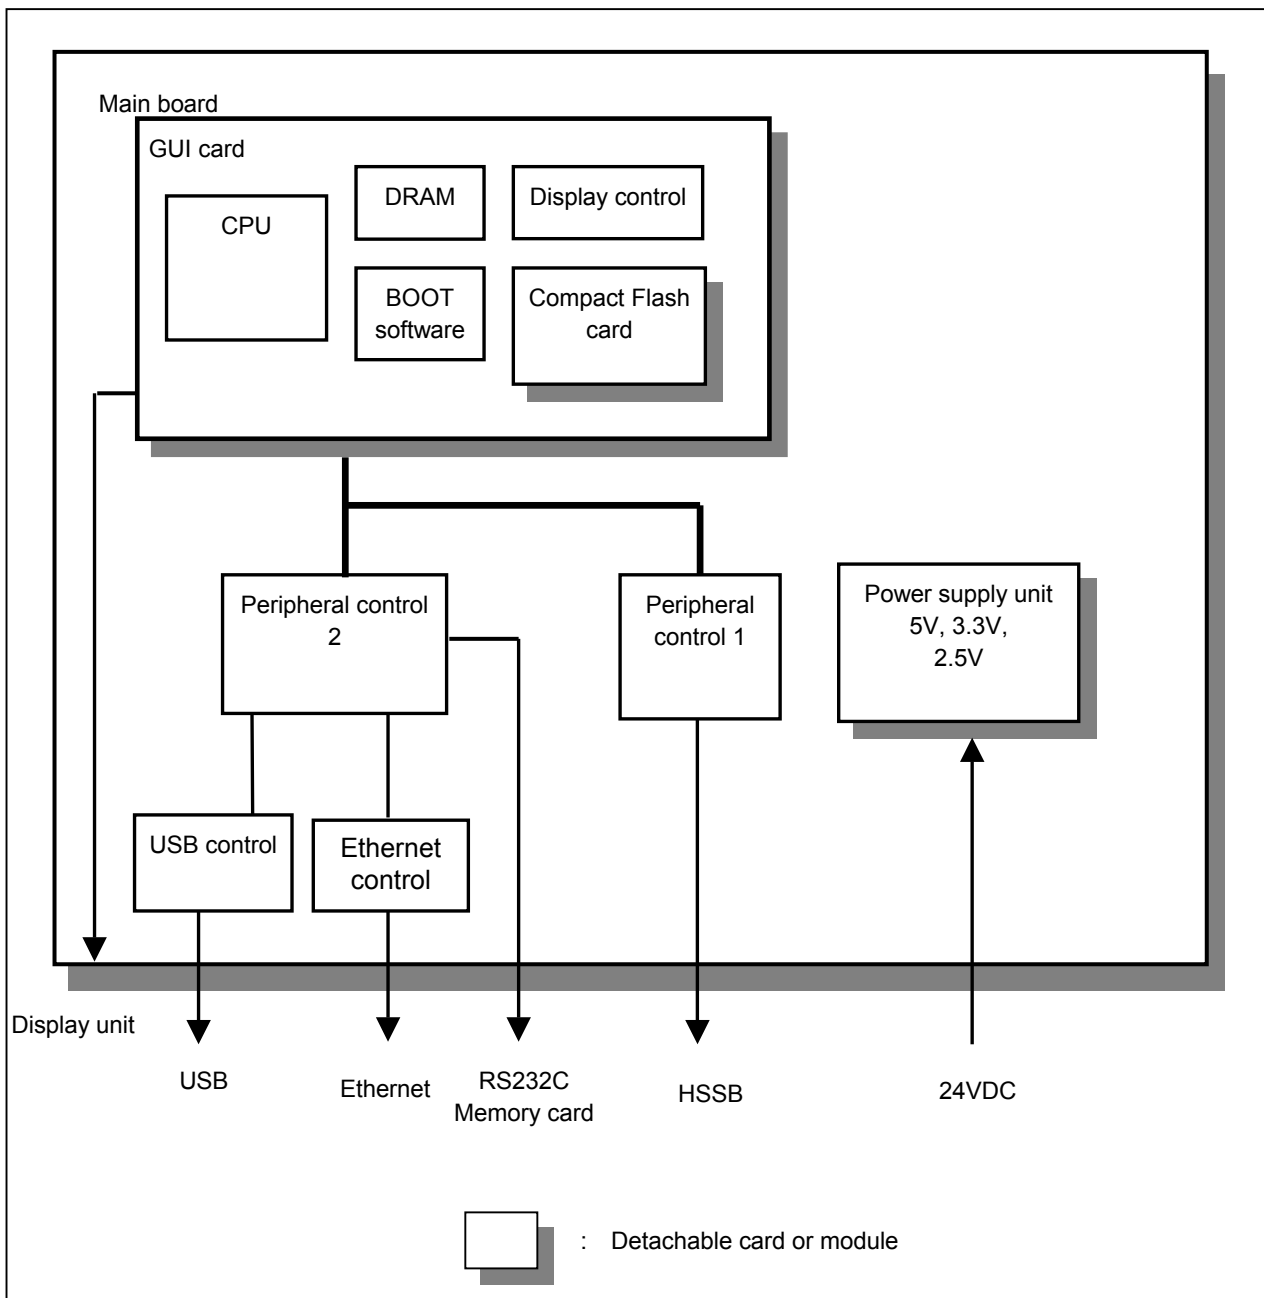 Main board
GUI card
CPU
DRAM
Display control
BOOT
software
Compact Flash
card
Peripheral control
2
Peripheral
control 1
Power supply unit
5V, 3.3V,
2.5V
USB control
Ethernet
control
Display unit
USB
Ethernet
RS232C
Memory card
HSSB
24VDC
: Detachable card or module